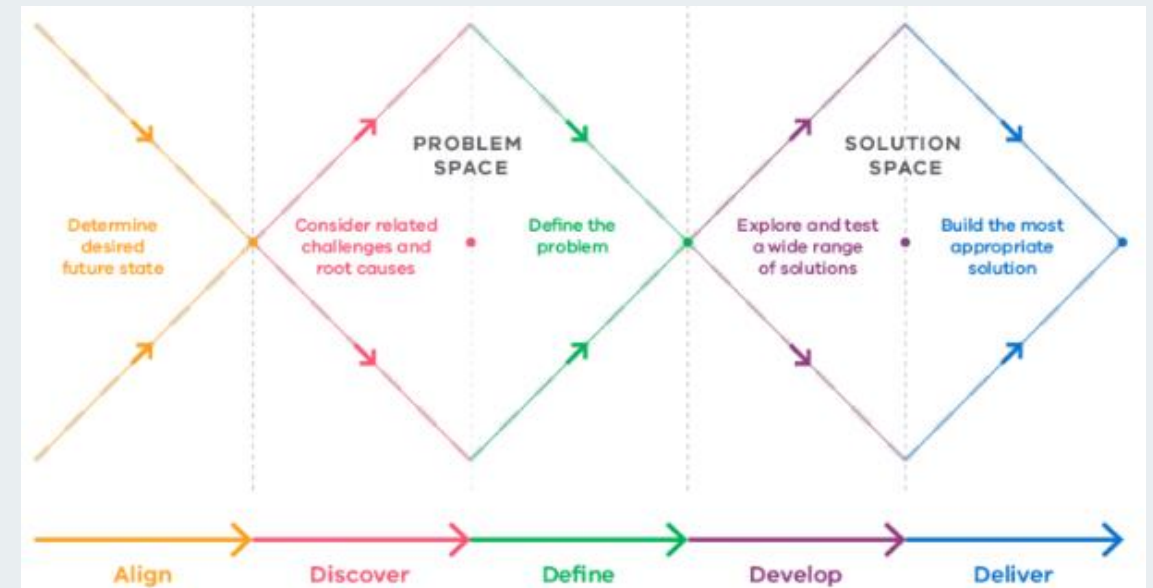 PROBLEM
SPACE
SOLUTION
SPACE
Determine
desired
future state
Consider related
challenges and
root causes
Define the
problem
Explore and test
a wide range
of solutions
Build the most
appropriate
solution
Align
Discover
Define
Develop
Deliver